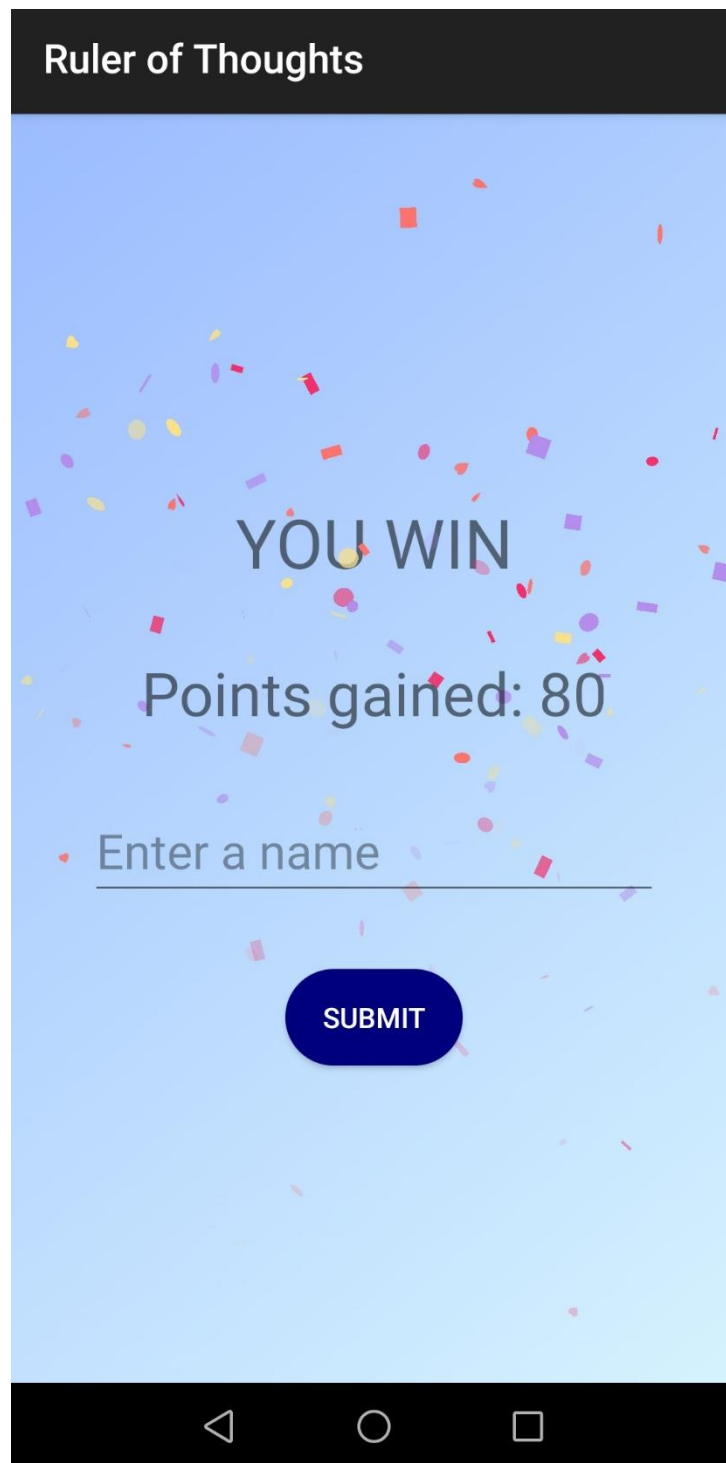 Ruler of Thoughts
YOU WIN
Points gained: 80
Enter a name
SUBMIT